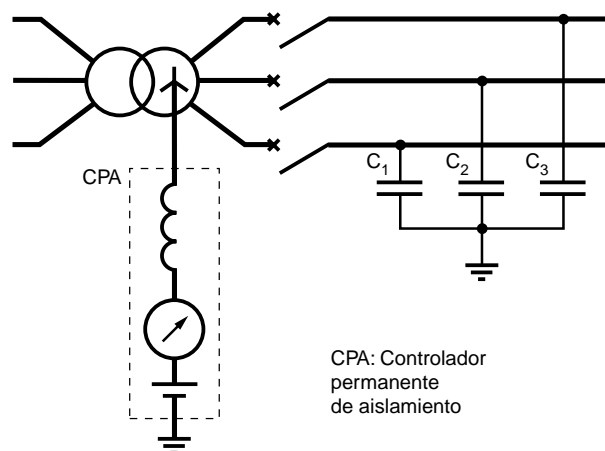 CPA
C1
C2
C3
CPA: Controlador
permanente
de aislamiento